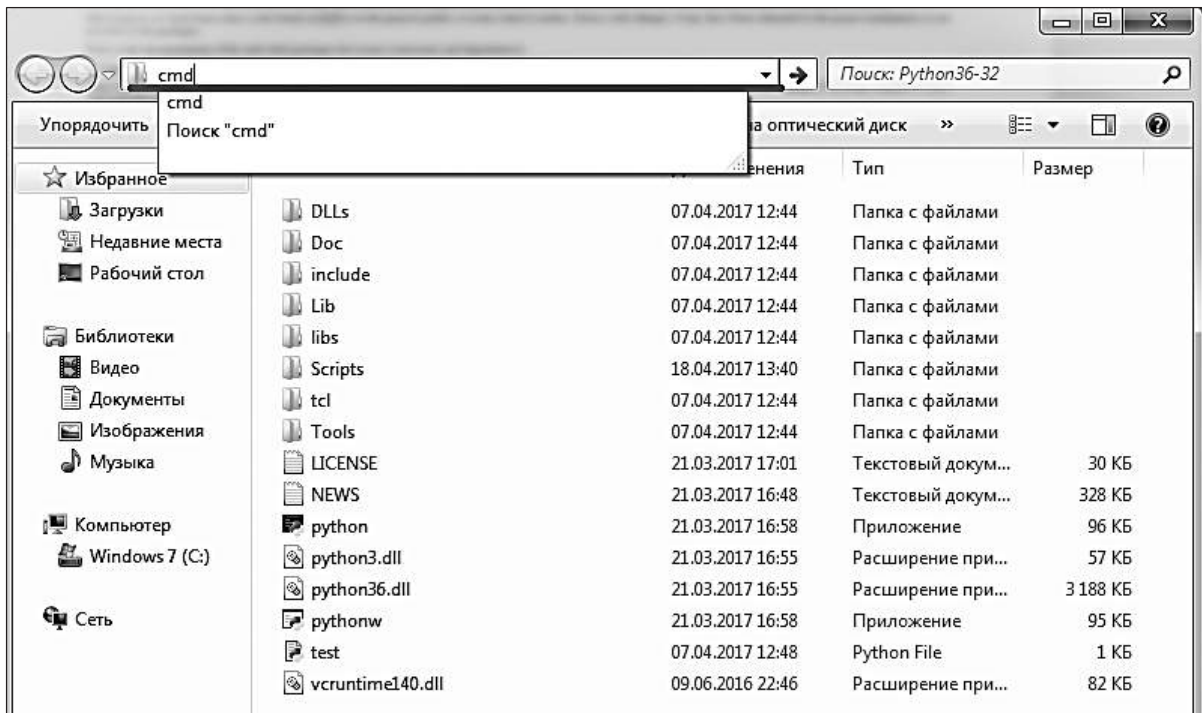 cmd
Поиск: Python36-32
cmd
Поиск "cmd"
Упорядочить
на оптический диск »
Тип
Размер
Избранное
Загрузки
Недавние места
Рабочий стол
Библиотеки
Видео
Документы
Изображения
Музыка
Компьютер
Windows 7 (C:)
Сеть
DLLs 07.04.2017 12:44 Папка с файлами
Doc 07.04.2017 12:44 Папка с файлами
include 07.04.2017 12:44 Папка с файлами
Lib 07.04.2017 12:44 Папка с файлами
libs 07.04.2017 12:44 Папка с файлами
Scripts 18.04.2017 13:40 Папка с файлами
tcl 07.04.2017 12:44 Папка с файлами
Tools 07.04.2017 12:44 Папка с файлами
LICENSE 21.03.2017 17:01 Текстовый докум... 30 КБ
NEWS 21.03.2017 16:48 Текстовый докум... 328 КБ
python 21.03.2017 16:58 Приложение 96 КБ
python3.dll 21.03.2017 16:55 Расширение при... 57 КБ
python36.dll 21.03.2017 16:55 Расширение при... 3 188 КБ
pythonw 21.03.2017 16:58 Приложение 95 КБ
test 07.04.2017 12:48 Python File 1 КБ
vcruntime140.dll 09.06.2016 22:46 Расширение при... 82 КБ